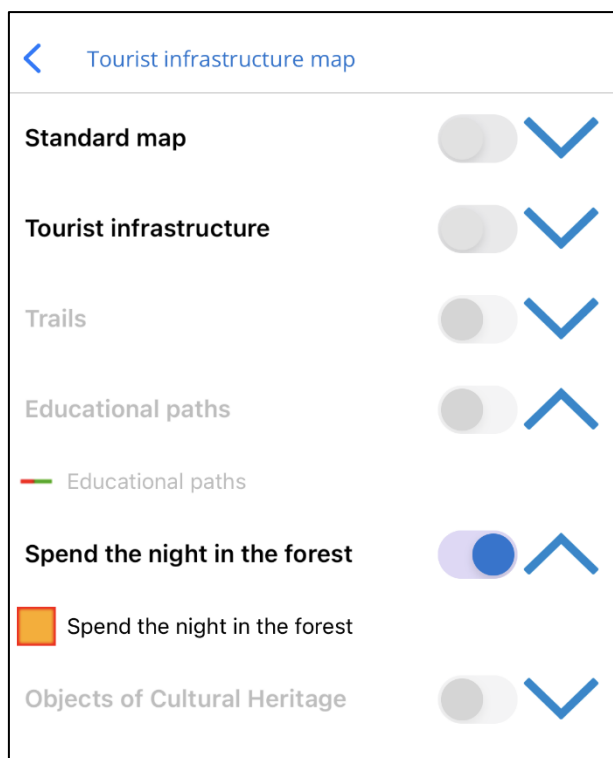 Tourist infrastructure map
Standard map
Tourist infrastructure
Trails
Educational paths
Educational paths
Spend the night in the forest
Spend the night in the forest
Objects of Cultural Heritage